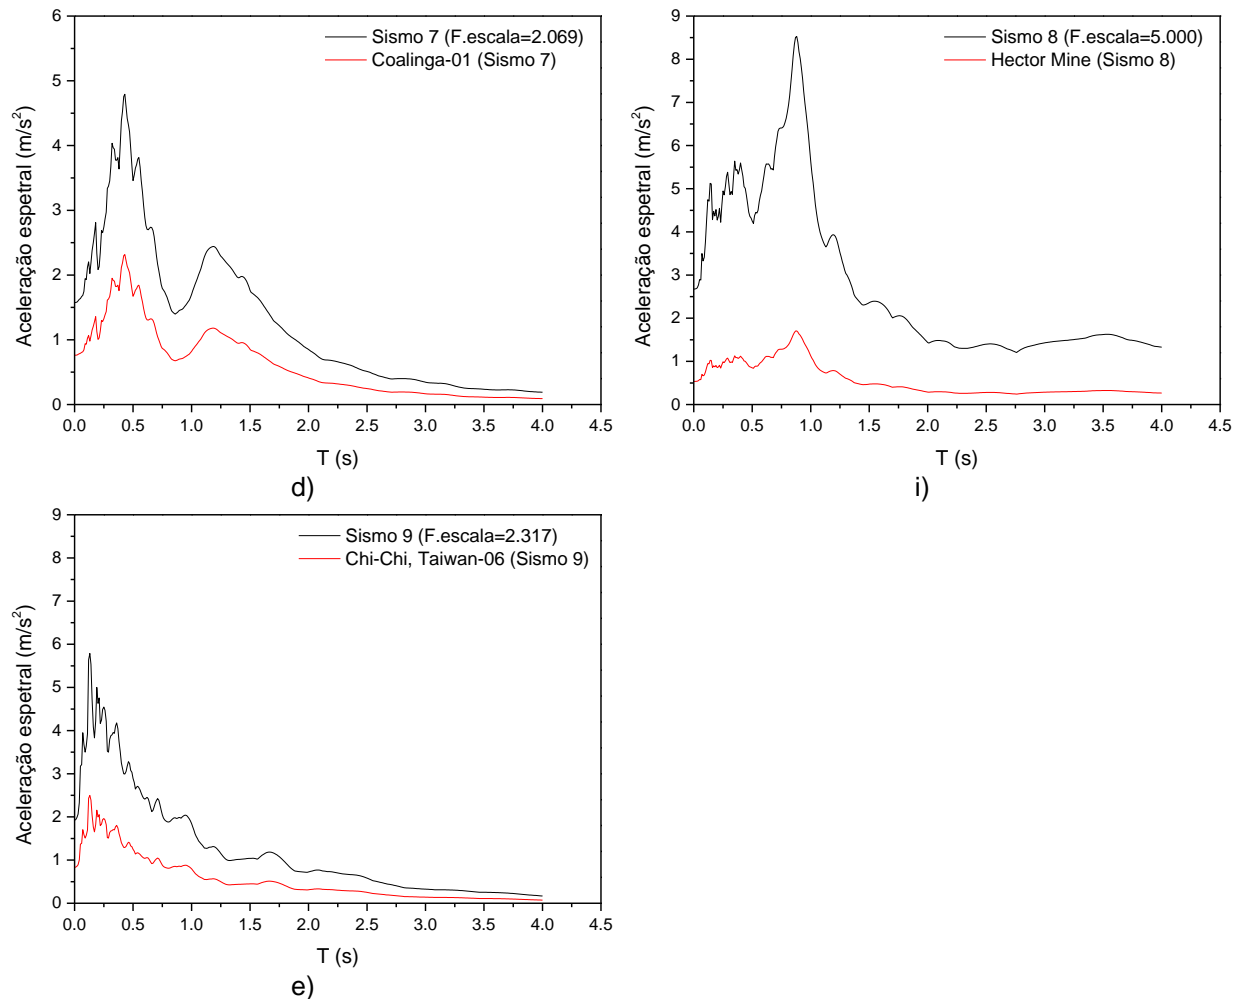 6
5
4
3
2
1
0
Aceleração espetral (m/s²)
Sismo 7 (F.escala=2.069)
Coalinga-01 (Sismo 7)
0.0 0.5 1.0 1.5 2.0 2.5 3.0 3.5 4.0 4.5
T (s)
d)
9
8
7
6
5
4
3
2
1
0
Aceleração espetral (m/s²)
Sismo 8 (F.escala=5.000)
Hector Mine (Sismo 8)
0.0 0.5 1.0 1.5 2.0 2.5 3.0 3.5 4.0 4.5
T (s)
i)
9
8
7
6
5
4
3
2
1
0
Aceleração espetral (m/s²)
Sismo 9 (F.escala=2.317)
Chi-Chi, Taiwan-06 (Sismo 9)
0.0 0.5 1.0 1.5 2.0 2.5 3.0 3.5 4.0 4.5
T (s)
e)